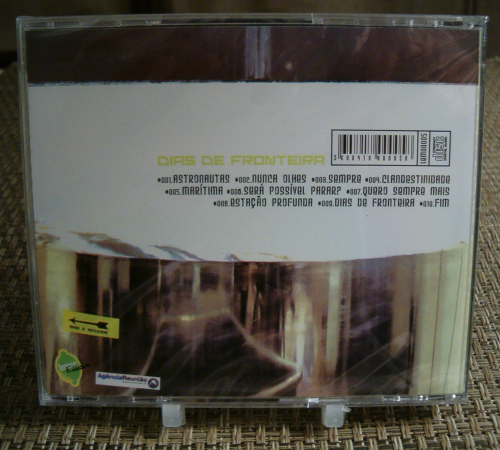 DIAS DE FRONTEIRA
•001.ASTRONAUTAS •002.NUNCA OLHES •003.SEMPRE •004.CLANDESTINIDADE
•005.MARÍTIMA •006.SERÁ POSSÍVEL PARAR? •007.QUERO SEMPRE MAIS
•008.ESTAÇÃO PROFUNDA •009.DIAS DE FRONTEIRA •010.FIM
AgênciaReunião